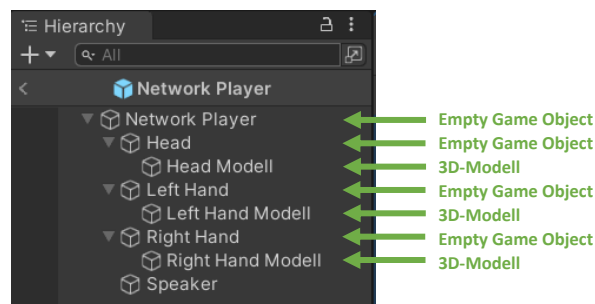 Hierarchy
All
Network Player
Network Player Empty Game Object
Head Empty Game Object
Head Modell 3D-Modell
Left Hand Empty Game Object
Left Hand Modell 3D-Modell
Right Hand Empty Game Object
Right Hand Modell 3D-Modell
Speaker